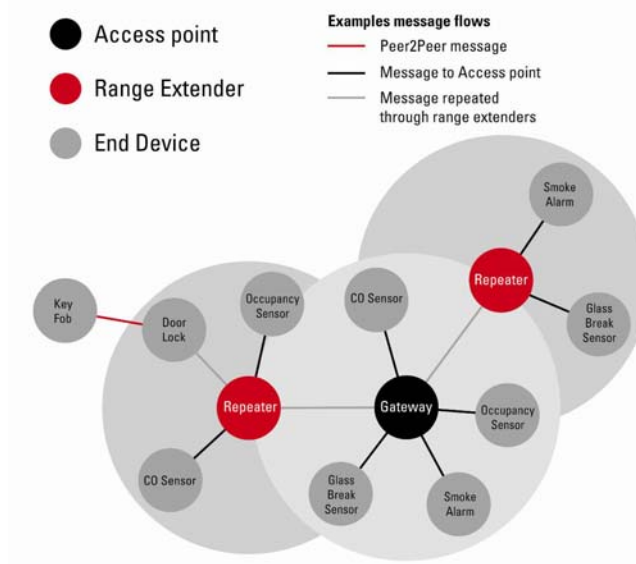 Access point
Range Extender
End Device
Examples message flows
Peer2Peer message
Message to Access point
Message repeated
through range extenders
Smoke
Alarm
Repeater
Glass
Break
Sensor
Key
Fob
Door
Lock
Occupancy
Sensor
CO Sensor
Repeater
Gateway
Occupancy
Sensor
CO Sensor
Glass
Break
Sensor
Smoke
Alarm